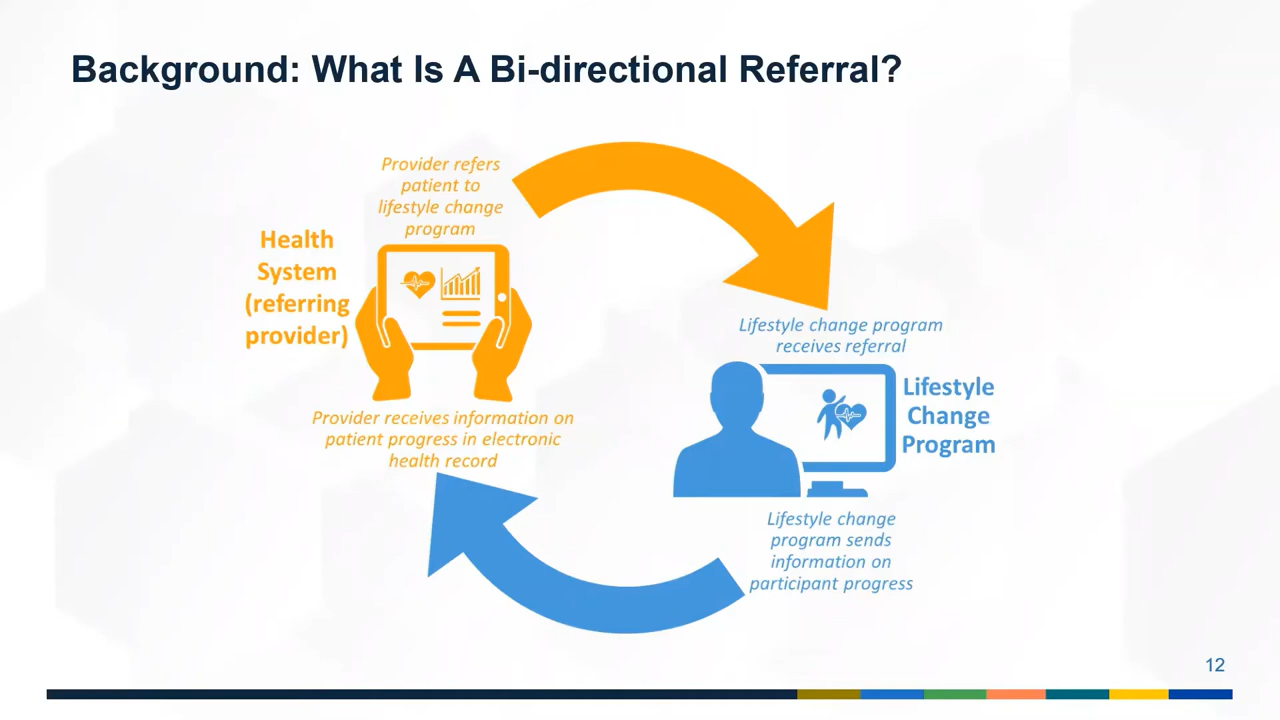 Background: What Is A Bi-directional Referral?
Provider refers
patient to
lifestyle change
program
Health
System
(referring
provider)
Provider receives information on
patient progress in electronic
health record
Lifestyle change program
receives referral
Lifestyle
Change
Program
Lifestyle change
program sends
information on
participant progress
12